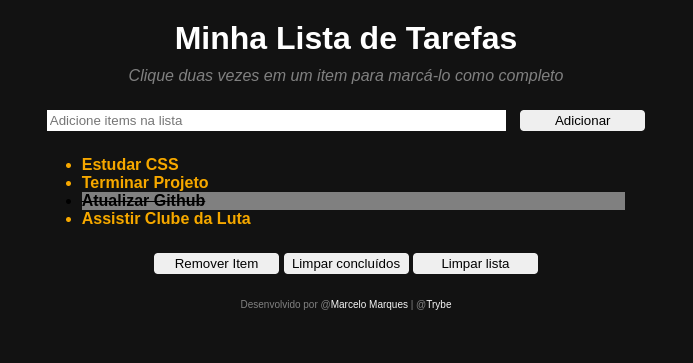 Minha Lista de Tarefas
Clique duas vezes em um item para marcá-lo como completo
Adicione items na lista Adicionar
Estudar CSS
Terminar Projeto
Atualizar Github
Assistir Clube da Luta
Remover Item Limpar concluídos Limpar lista
Desenvolvido por @Marcelo Marques | @Trybe